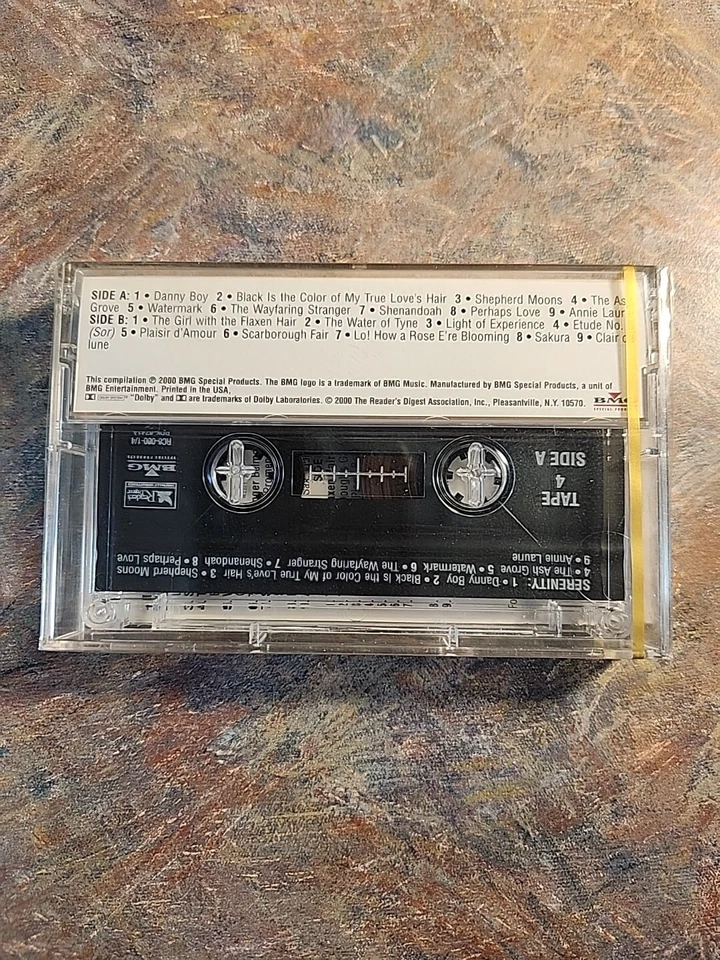 SIDE A: 1 • Danny Boy 2 • Black Is the Color of My True Love's Hair 3 • Shepherd Moons 4 • The As
Grove 5 • Watermark 6 • The Wayfaring Stranger 7 • Shenandoah 8 • Perhaps Love 9 • Annie Laur
SIDE B: 1 • The Girl with the Flaxen Hair 2 • The Water of Tyne 3 • Light of Experience 4 • Etude No.
(Sor) 5 • Plaisir d'Amour 6 • Scarborough Fair 7 • Lo! How a Rose E're Blooming 8 • Sakura 9 • Clair
lune
This compilation ℗ 2000 BMG Special Products. The BMG logo is a trademark of BMG Music. Manufactured by BMG Special Products, a unit of
BMG Entertainment. Printed in the USA.
"Dolby" and are trademarks of Dolby Laboratories. © 2000 The Reader's Digest Association, Inc., Pleasantville, N.Y. 10570.
BMG
SERENITY: 1 • Danny Boy 2 • Black Is the Color of My True Love's Hair 3 • Shepherd Moons
4 • The Ash Grove 5 • Watermark 6 • The Wayfaring Stranger 7 • Shenandoah 8 • Perhaps Love
9 • Annie Laurie
TAPE
4
SIDE A
Reader's
Digest
BMG
SPECIAL PRODUCTS